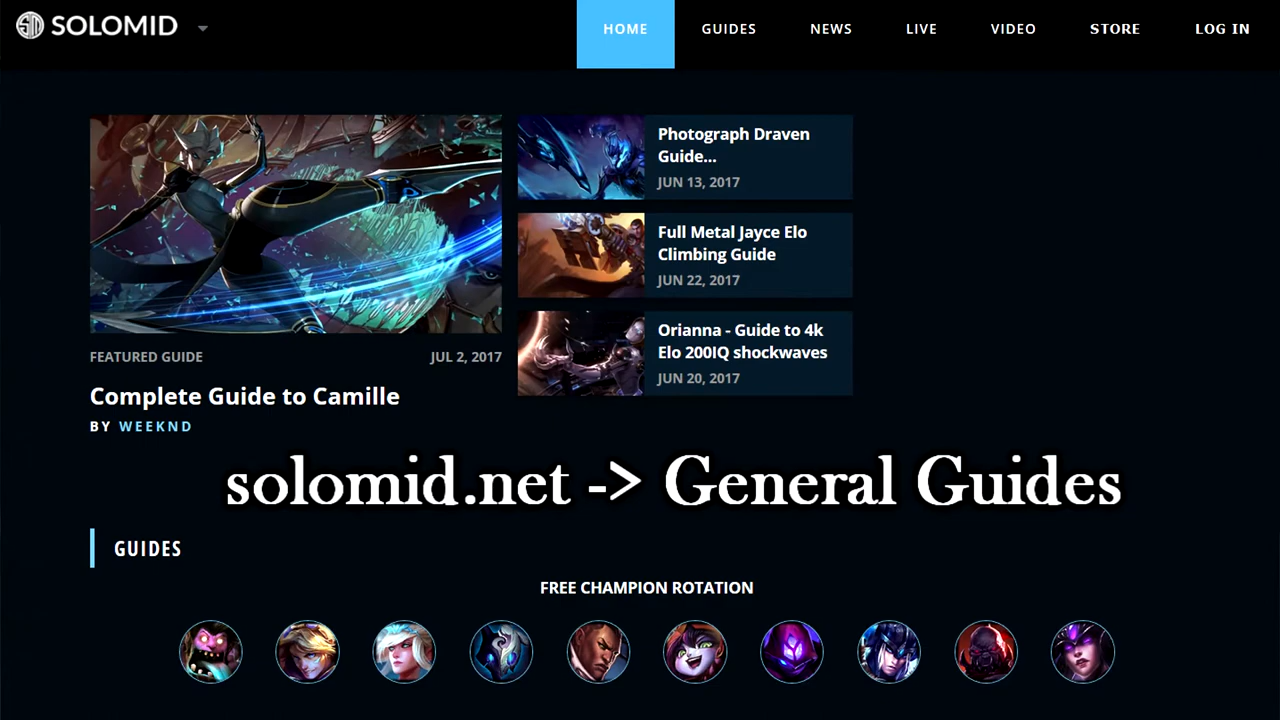 SOLOMID
HOME
GUIDES
NEWS
LIVE
VIDEO
STORE
LOG IN
Photograph Draven
Guide...
JUN 13, 2017
Full Metal Jayce Elo
Climbing Guide
JUN 22, 2017
Orianna - Guide to 4k
Elo 200IQ shockwaves
JUN 20, 2017
FEATURED GUIDE
JUL 2, 2017
Complete Guide to Camille
BY WEEKND
solomid.net -> General Guides
GUIDES
FREE CHAMPION ROTATION